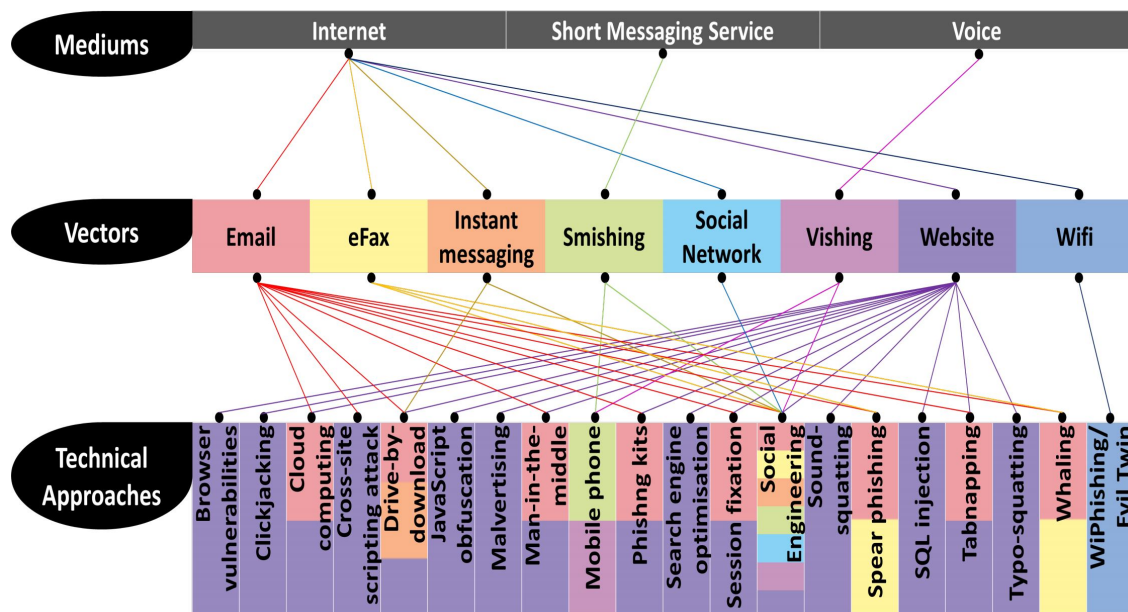 Mediums
Internet
Short Messaging Service
Voice
Vectors
Email
eFax
Instant
messaging
Smishing
Social
Network
Vishing
Website
Wifi
Technical
Approaches
Browser
vulnerabilities
Clickjacking
Cloud
computing
Cross-site
scripting attack
Drive-by-
download
JavaScript
obfuscation
Malvertising
Man-in-the-
middle
Mobile phone
Phishng kits
Search engine
optimisation
Session fixation
Social
Engineering
Sound-
squatting
Spear phishing
SQL injection
Tabnapping
Typo-squatting
Whaling
WiPhishing/
Evil Twin